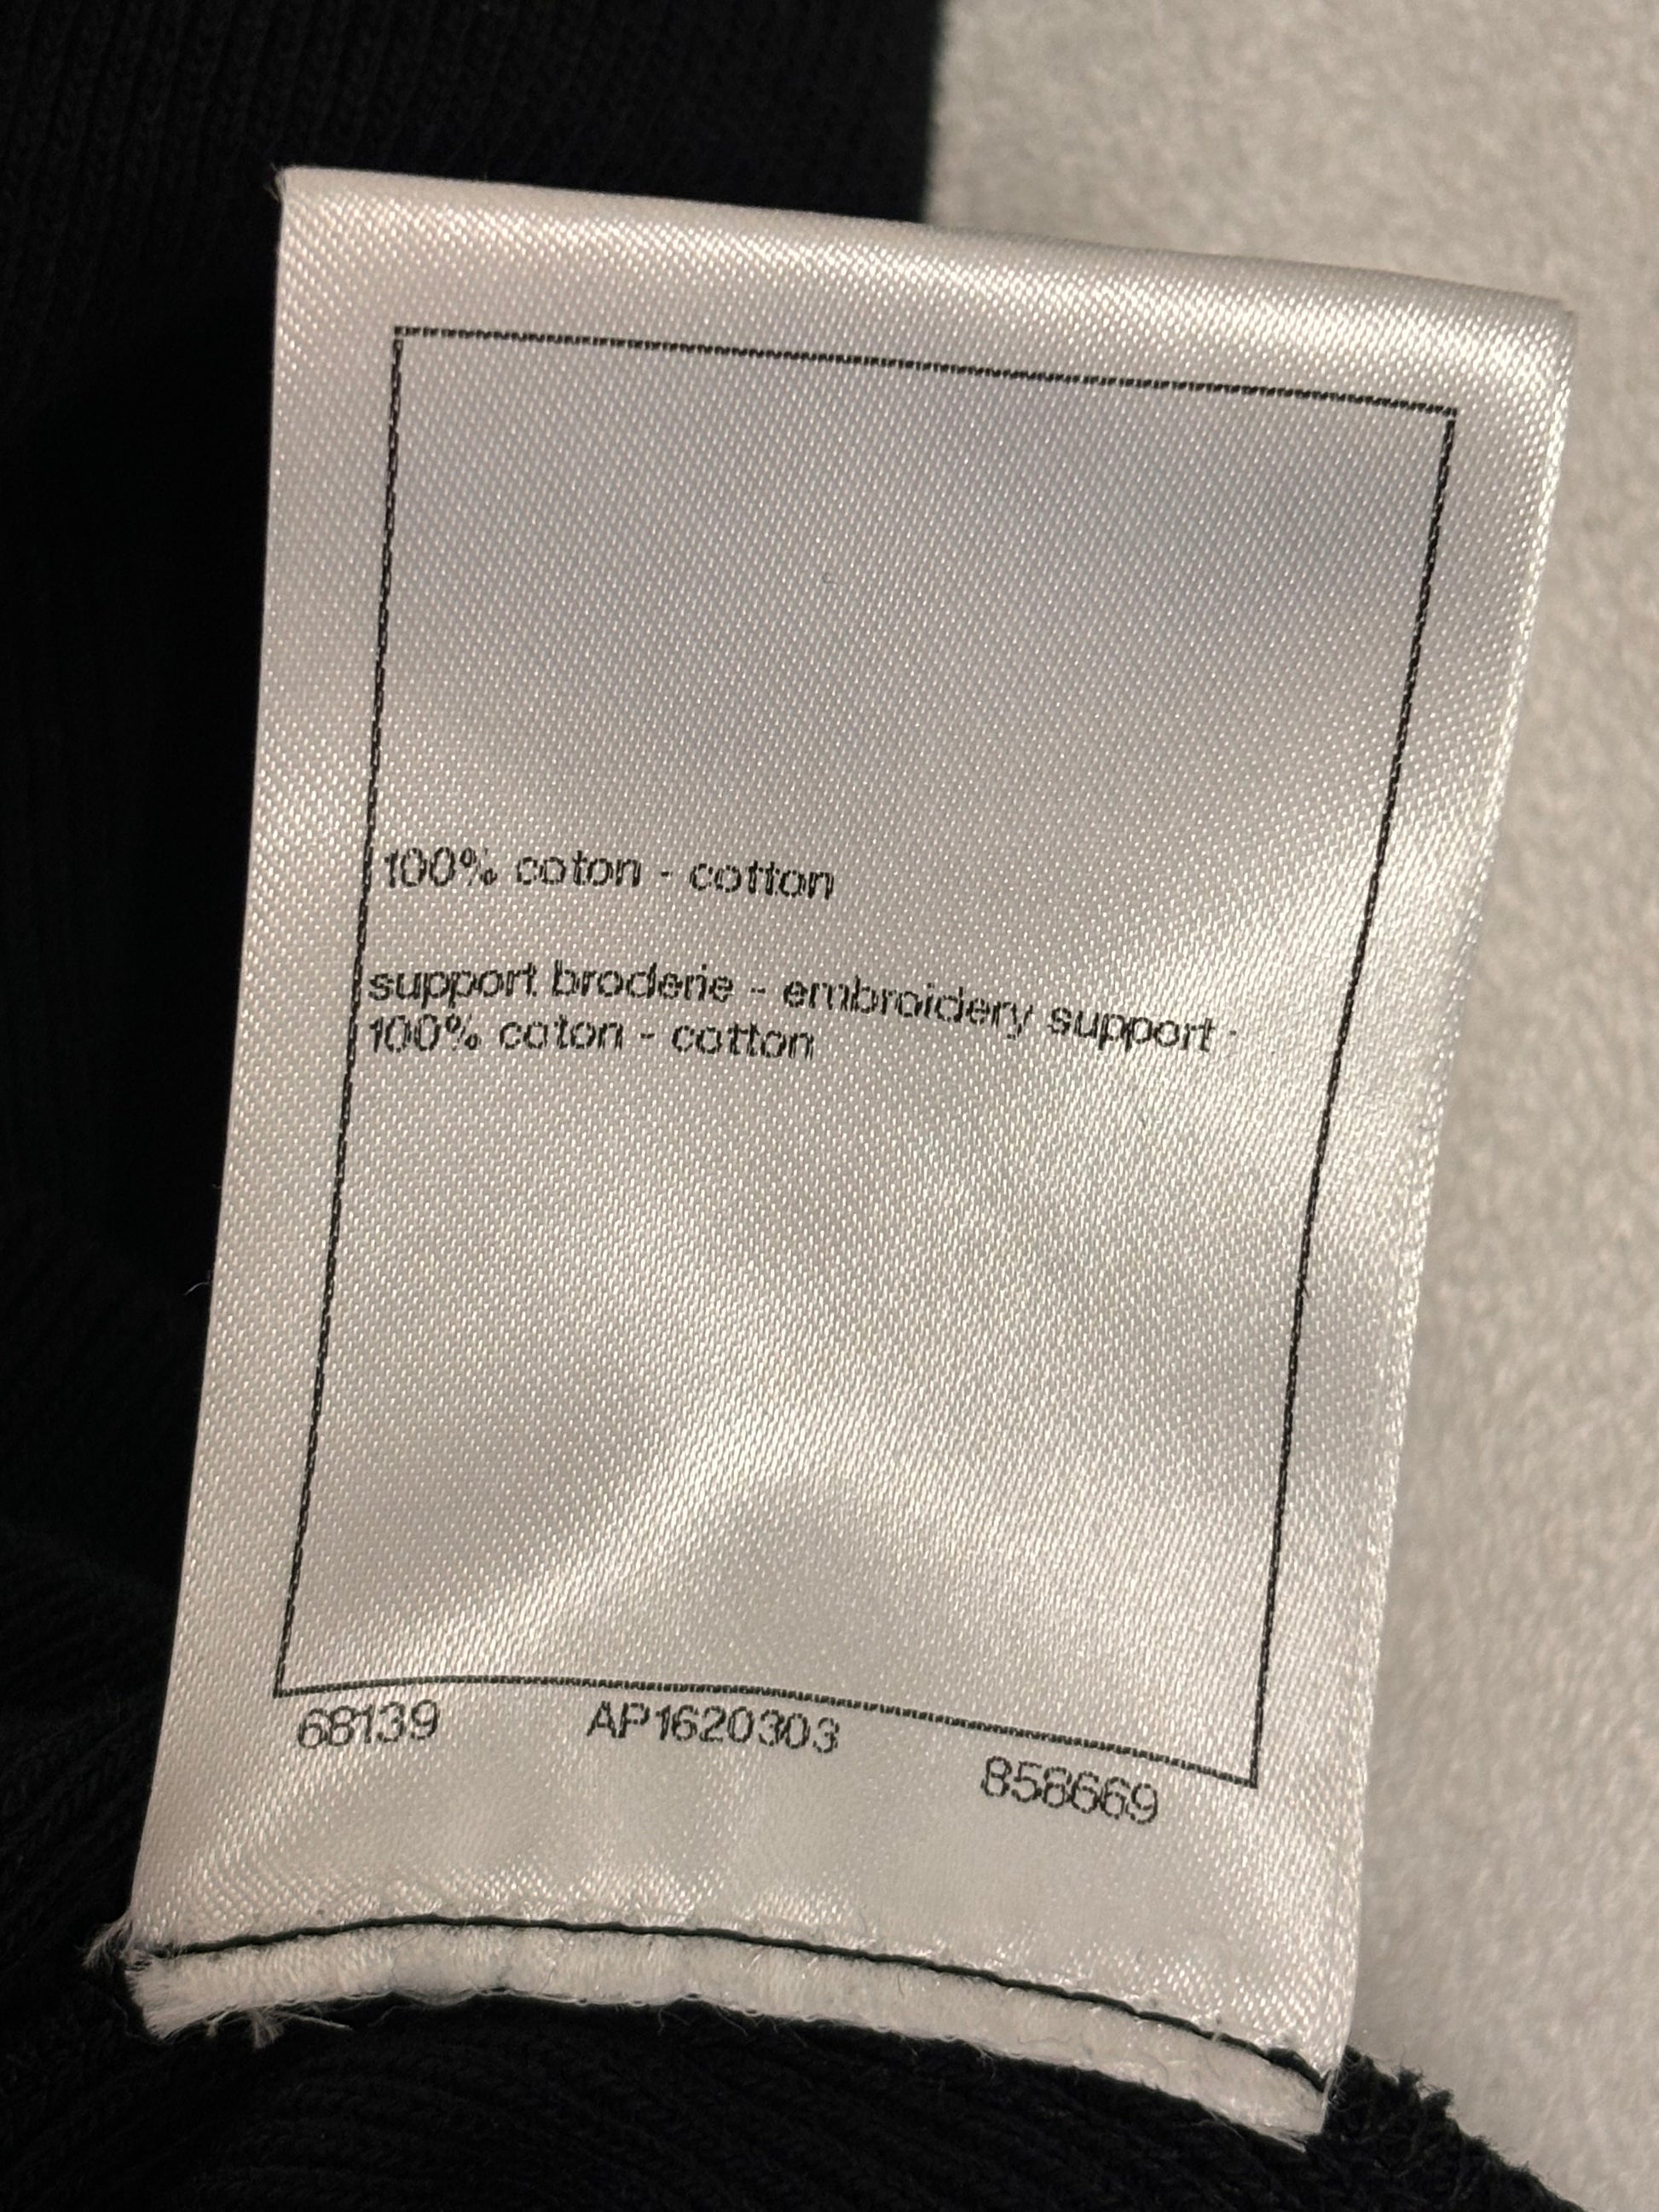 100% coton - cotton
support broderie - embroidery support -
100% coton - cotton
68139 AP1620303 858669